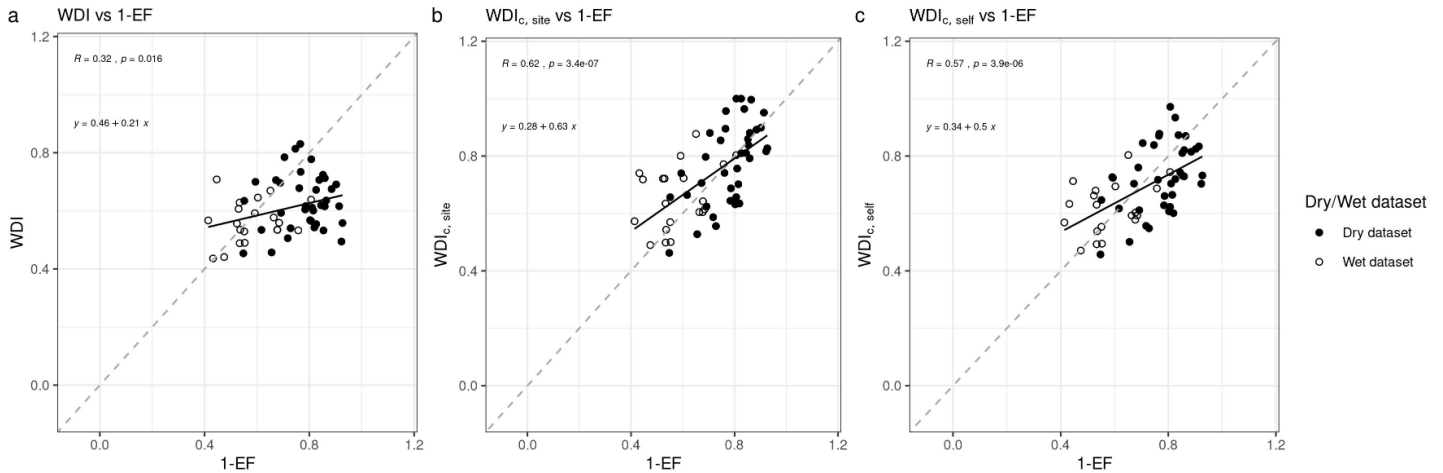 a
WDI vs 1-EF
R = 0.32 , p = 0.016
y = 0.46 + 0.21 x
1.2
0.8
0.4
0.0
WDI
0.0 0.4 0.8 1.2
1-EF
b
WDIc, site vs 1-EF
R = 0.62 , p = 3.4e-07
y = 0.28 + 0.63 x
1.2
0.8
0.4
0.0
WDIc, site
0.0 0.4 0.8 1.2
1-EF
c
WDIc, self vs 1-EF
R = 0.57 , p = 3.9e-06
y = 0.34 + 0.5 x
1.2
0.8
0.4
0.0
WDIc, self
0.0 0.4 0.8 1.2
1-EF
Dry/Wet dataset
Dry dataset
Wet dataset